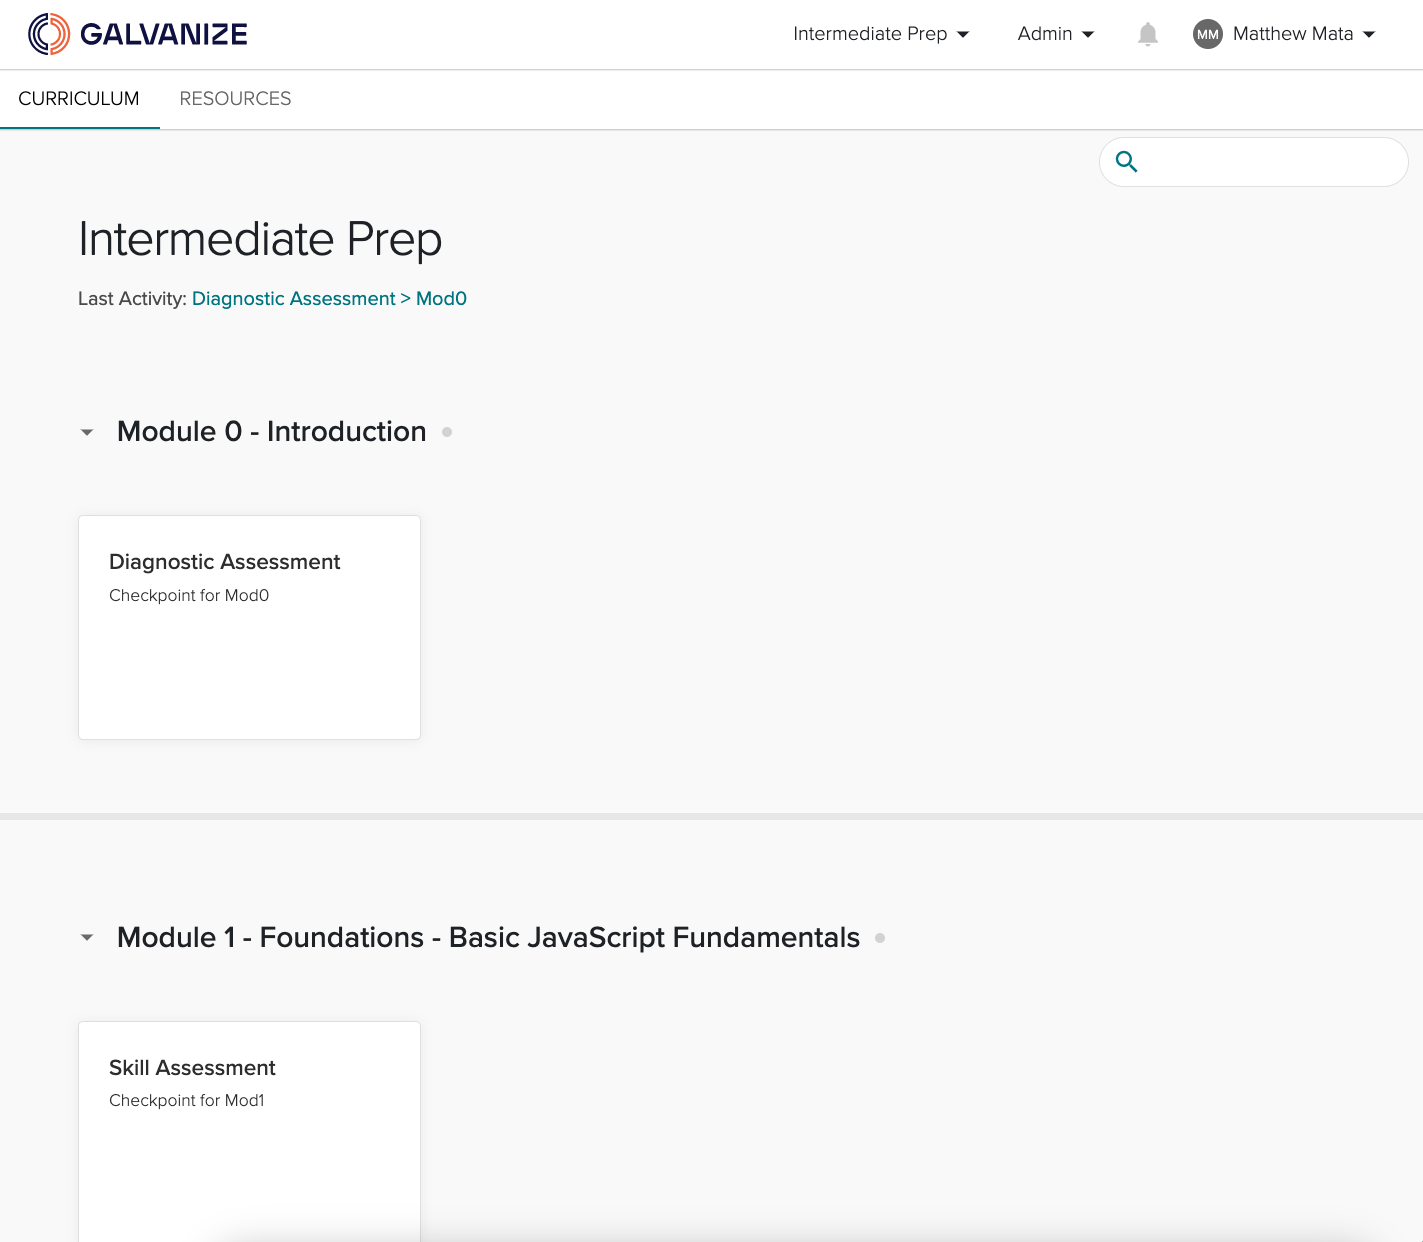 GALVANIZE
Intermediate Prep
Admin
MM
Matthew Mata
CURRICULUM
RESOURCES
Intermediate Prep
Last Activity: Diagnostic Assessment > Mod0
Module 0 - Introduction
Diagnostic Assessment
Checkpoint for Mod0
Module 1 - Foundations - Basic JavaScript Fundamentals
Skill Assessment
Checkpoint for Mod1